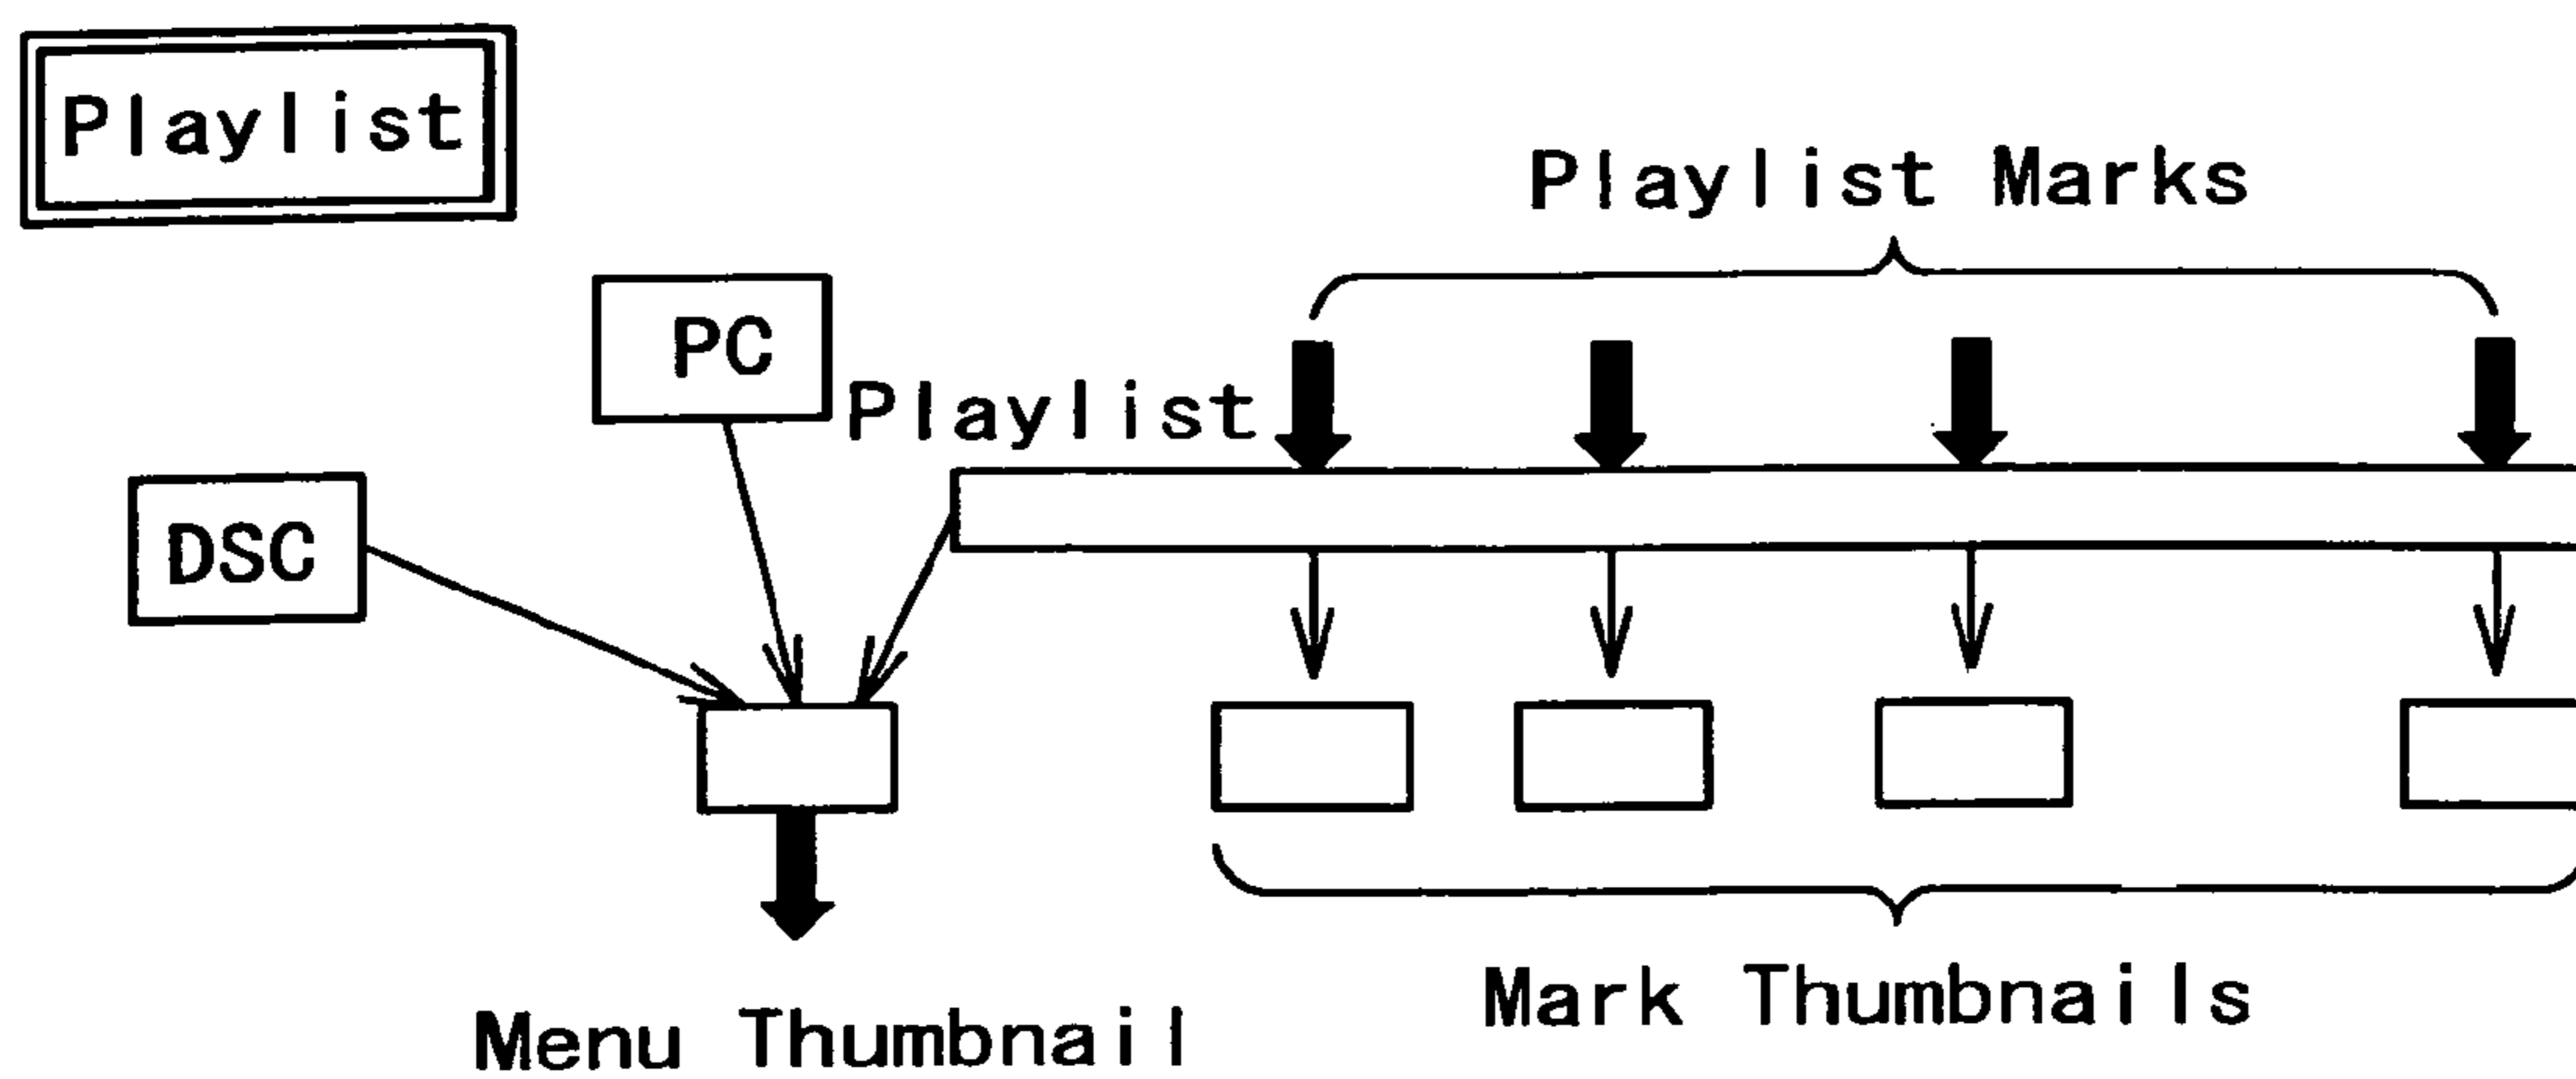 Playlist
Playlist Marks
PC
Playlist
DSC
Mark Thumbnails
Menu Thumbnail